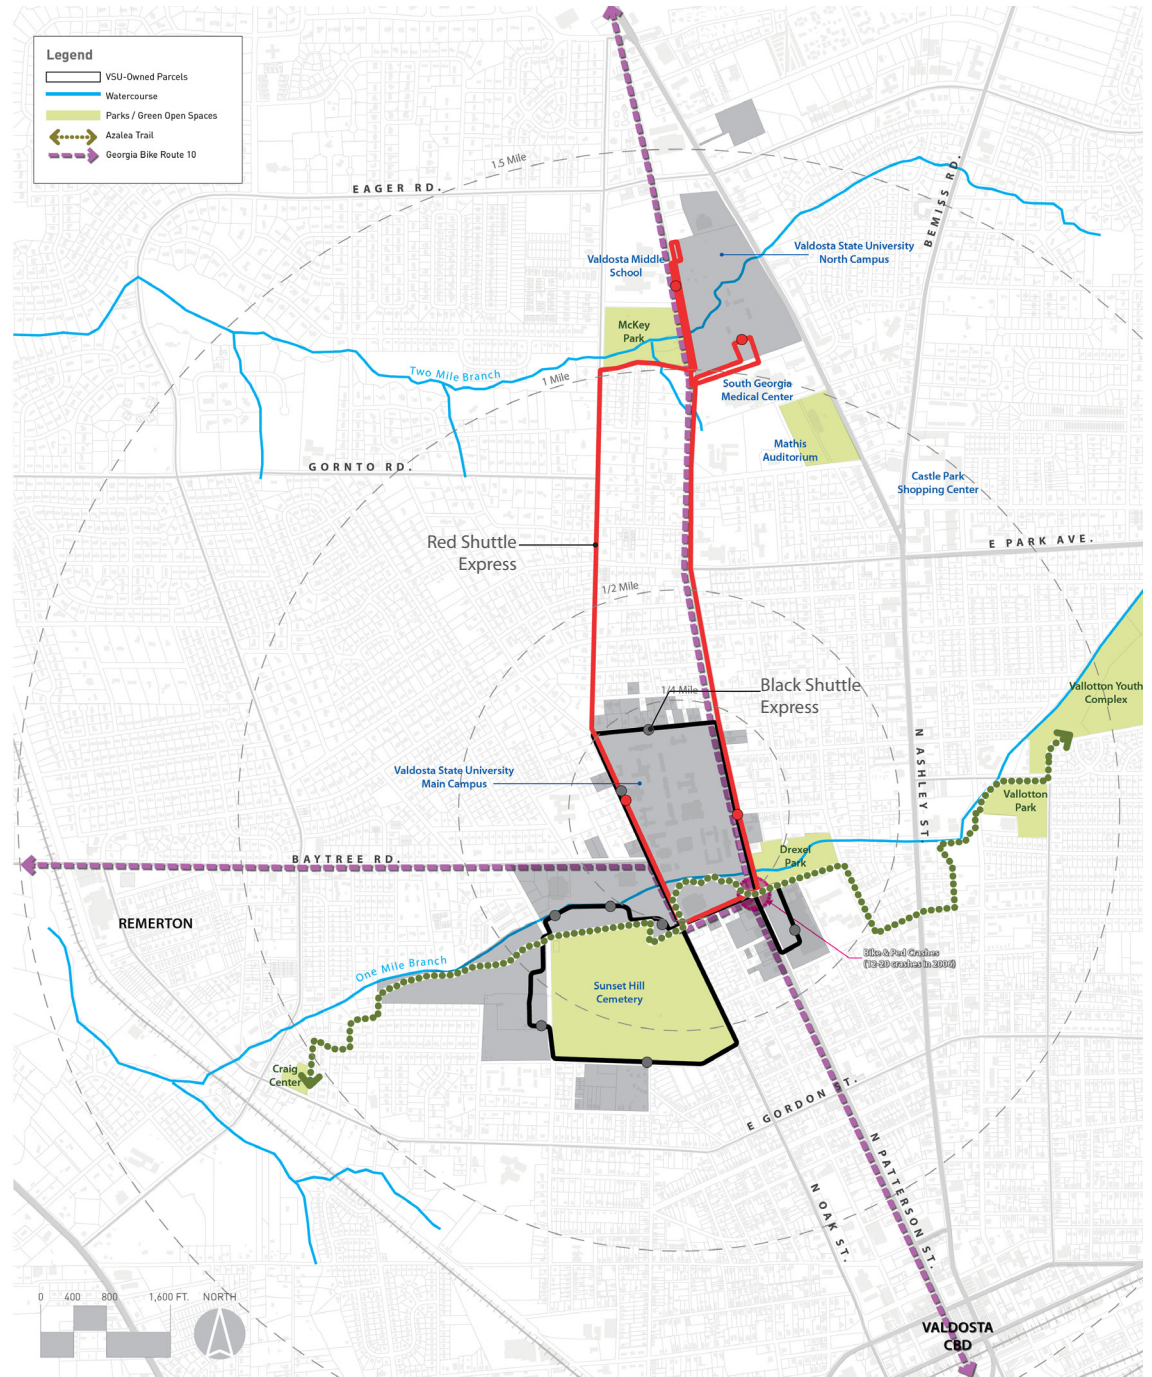 Legend
VSU-Owned Parcels
Watercourse
Parks / Green Open Spaces
Azalea Trail
Georgia Bike Route 10
1.5 Mile
EAGER RD.
BEMISS RD.
Valdosta Middle
School
Valdosta State University
North Campus
McKey
Park
Two Mile Branch
1 Mile
South Georgia
Medical Center
Mathis
Auditorium
GORNTO RD.
Castle Park
Shopping Center
Red Shuttle
Express
E PARK AVE.
1/2 Mile
1/4 Mile
Black Shuttle
Express
Vallotton Youth
Complex
N ASHLEY ST
Valdosta State University
Main Campus
Vallotton
Park
Drexel
Park
BAYTREE RD.
REMERTON
Bike & Ped Crashes
(12-20 crashes in 2006)
One Mile Branch
Sunset Hill
Cemetery
Craig
Center
E GORDON ST.
N PATTERSON ST.
N OAK ST.
0 400 800 1,600 FT.
NORTH
VALDOSTA
CBD